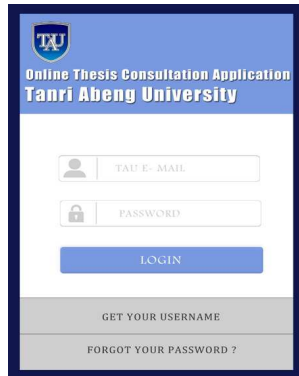 TAU
Online Thesis Consultation Application
Tanri Abeng University
TAU E- MAIL
PASSWORD
LOGIN
GET YOUR USERNAME
FORGOT YOUR PASSWORD ?